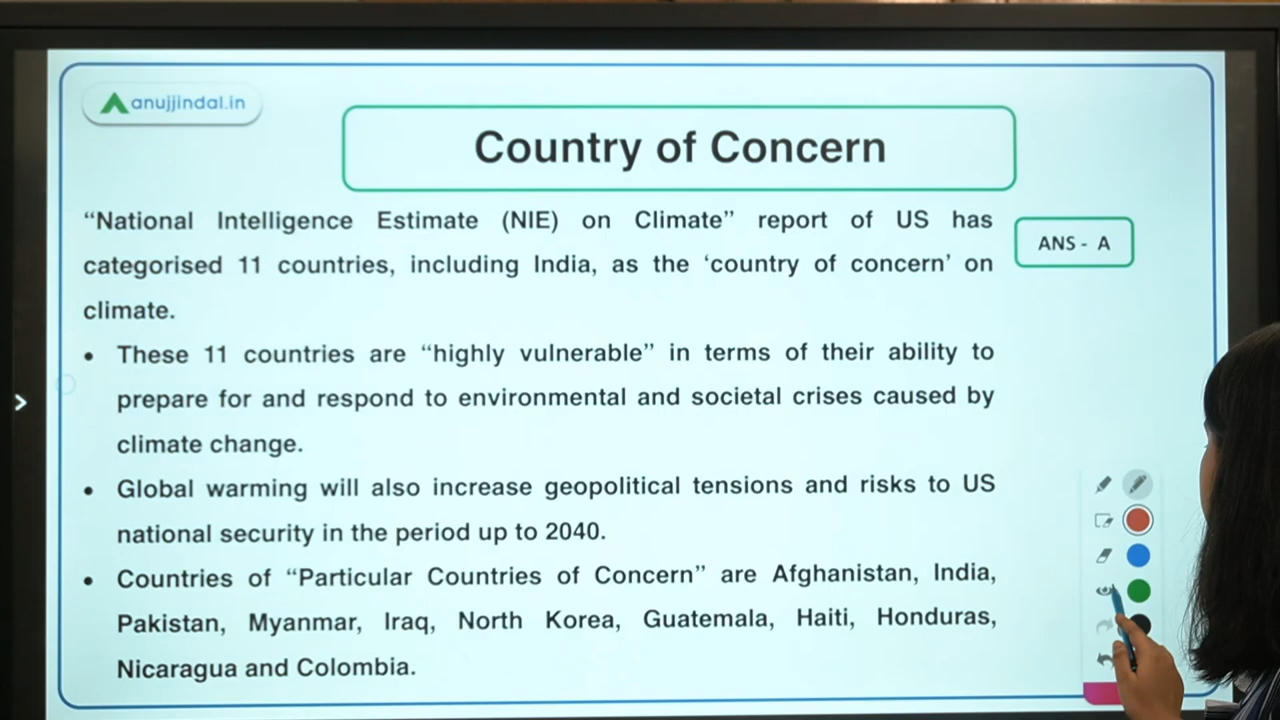 anujjindal.in
Country of Concern
“National Intelligence Estimate (NIE) on Climate” report of US has
categorised 11 countries, including India, as the ‘country of concern’ on
climate.
ANS - A
• These 11 countries are “highly vulnerable” in terms of their ability to
prepare for and respond to environmental and societal crises caused by
climate change.
• Global warming will also increase geopolitical tensions and risks to US
national security in the period up to 2040.
• Countries of “Particular Countries of Concern” are Afghanistan, India,
Pakistan, Myanmar, Iraq, North Korea, Guatemala, Haiti, Honduras,
Nicaragua and Colombia.